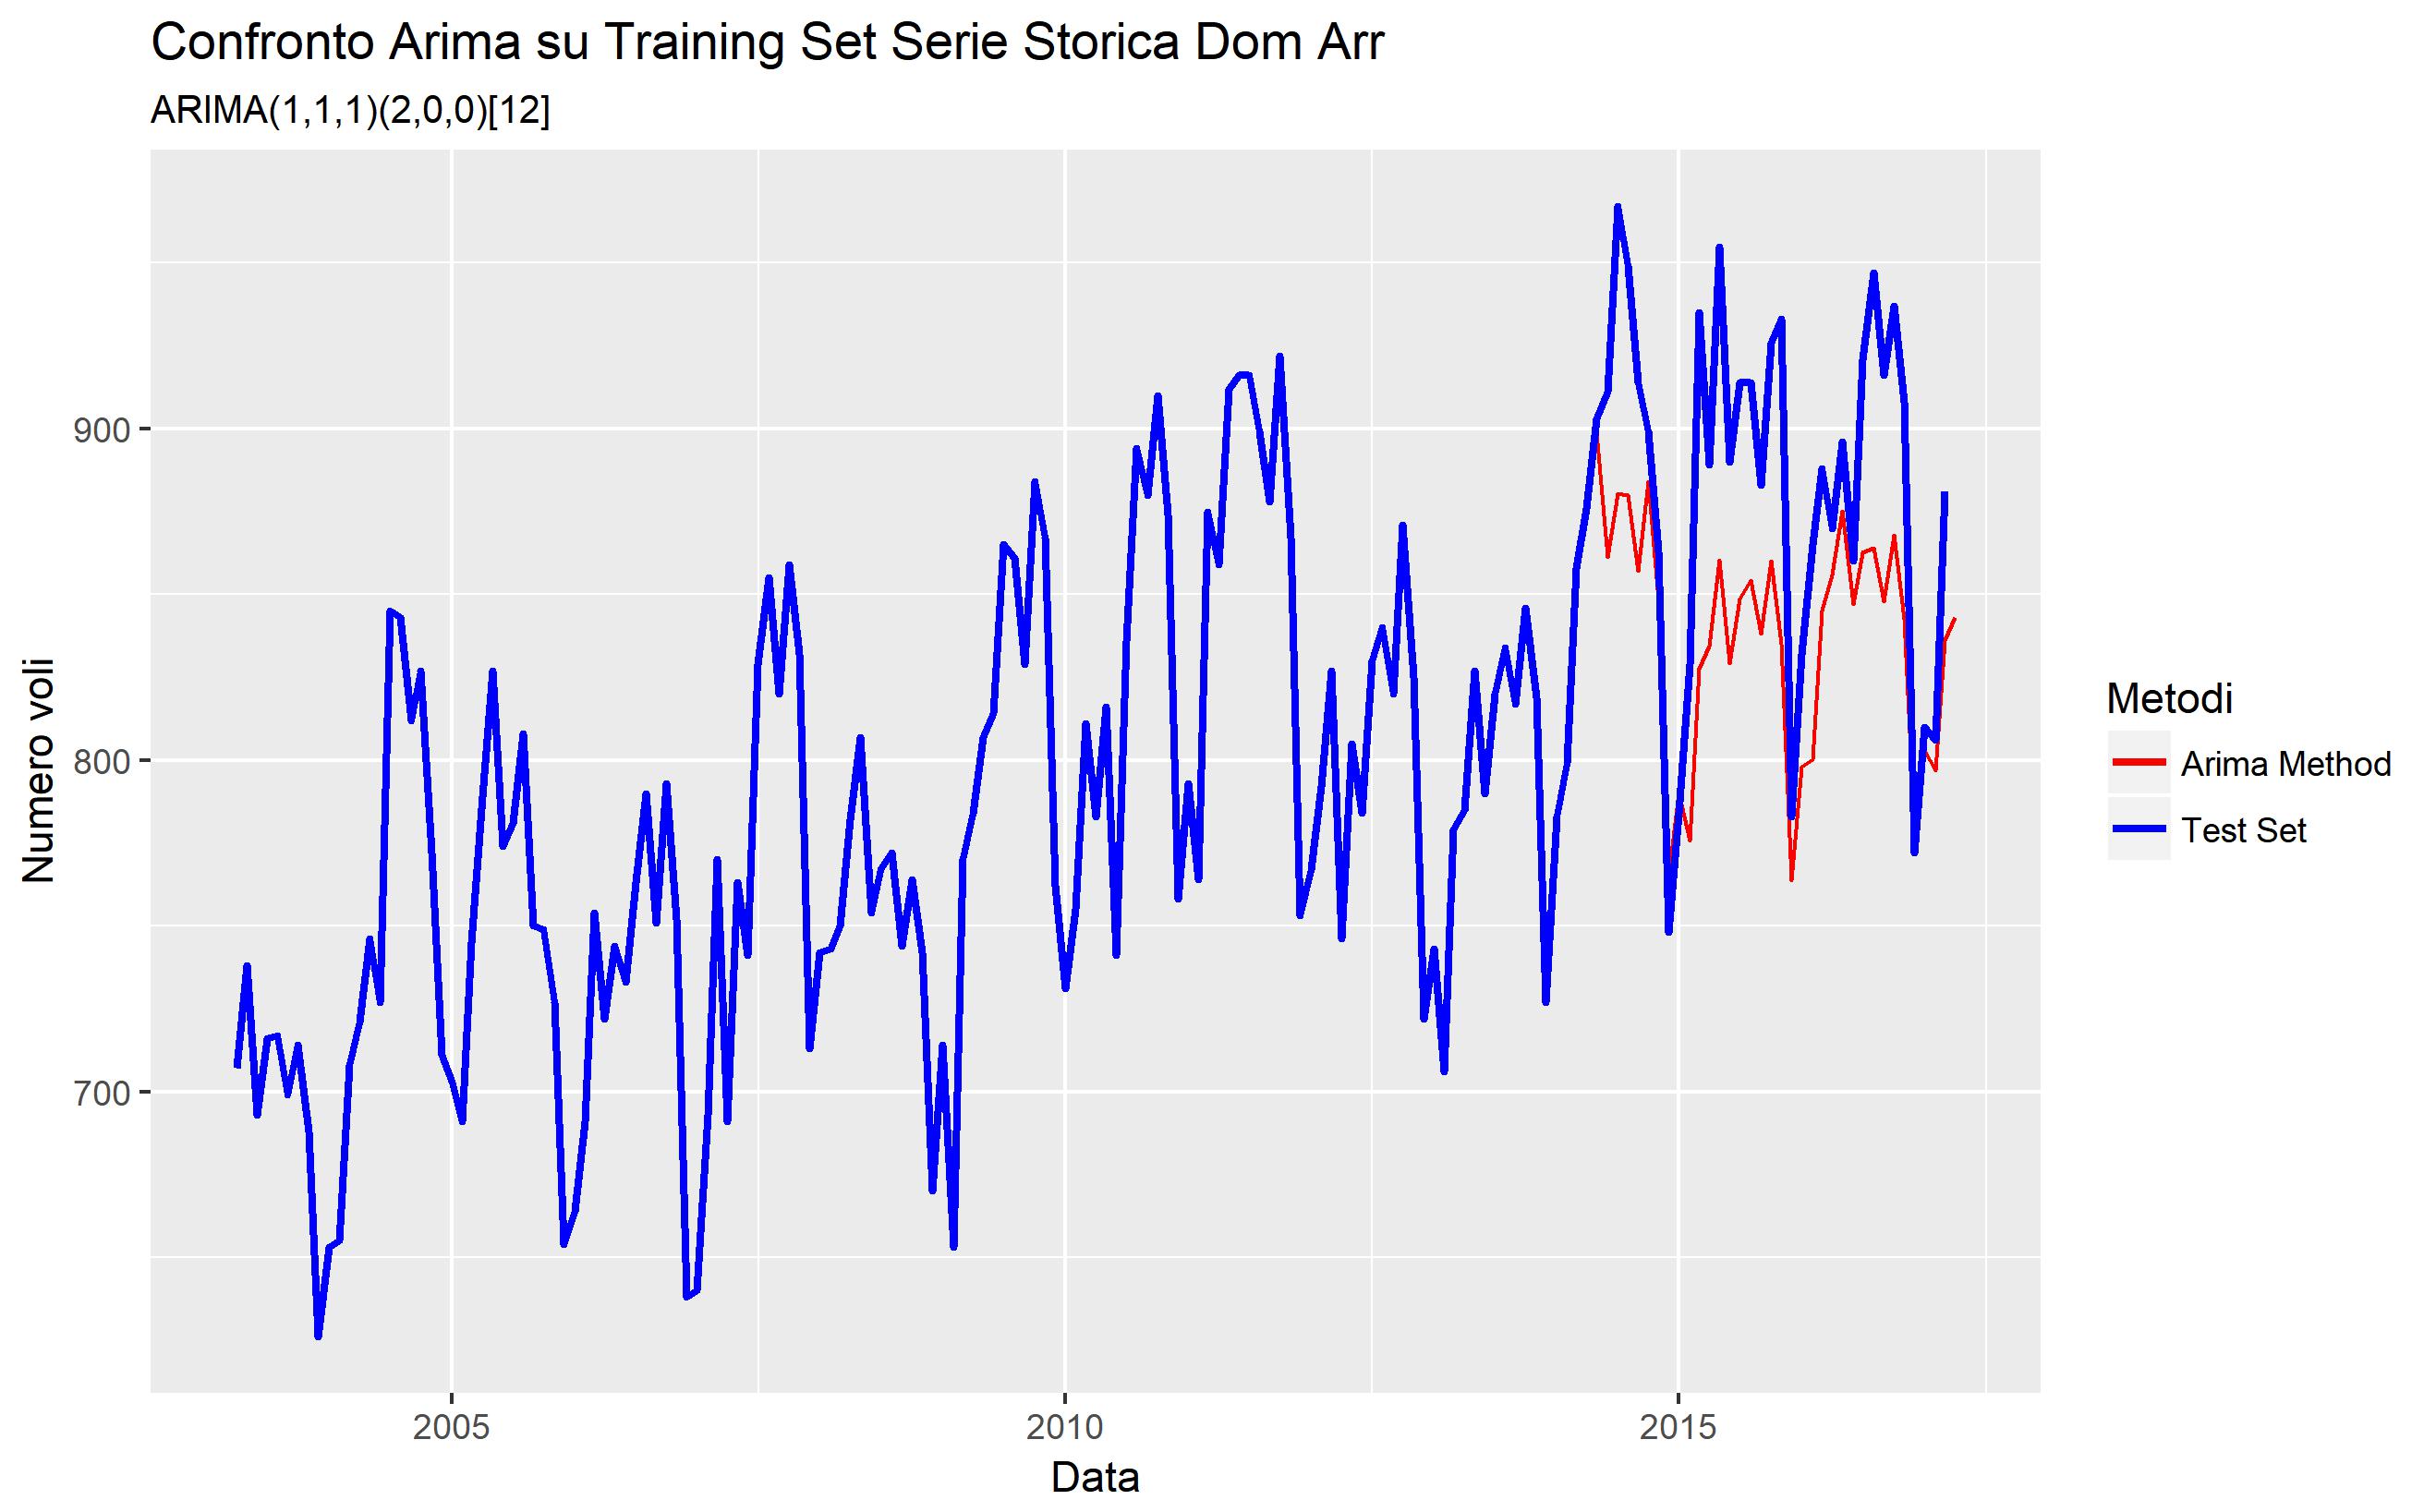 Confronto Arima su Training Set Serie Storica Dom Arr
ARIMA(1,1,1)(2,0,0)[12]
Numero voli
900
800
700
2005
2010
2015
Data
Metodi
Arima Method
Test Set